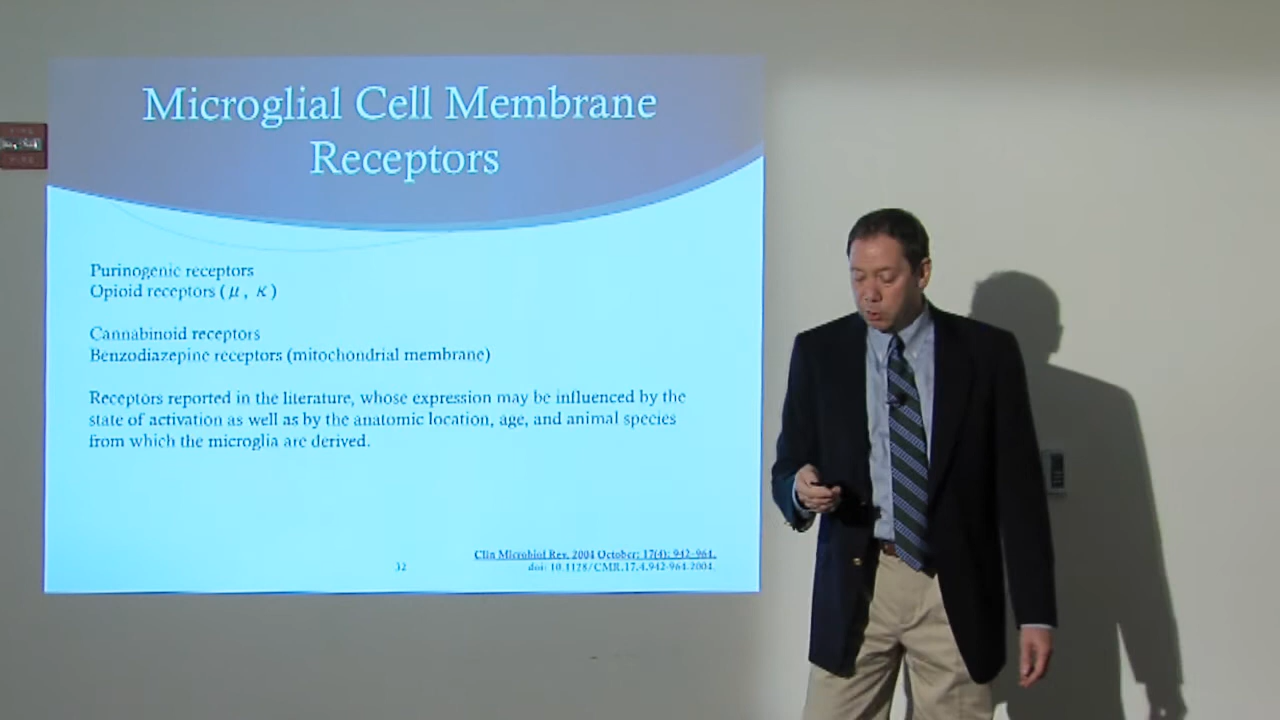 Microglial Cell Membrane
Receptors
Purinogenic receptors
Opioid receptors (μ, κ)
Cannabinoid receptors
Benzodiazepine receptors (mitochondrial membrane)
Receptors reported in the literature, whose expression may be influenced by the
state of activation as well as by the anatomic location, age, and animal species
from which the microglia are derived.
Clin Microbiol Rev. 2004 October; 17(4): 942-964.
32
doi: 10.1128/CMR.17.4.942-964.2004.